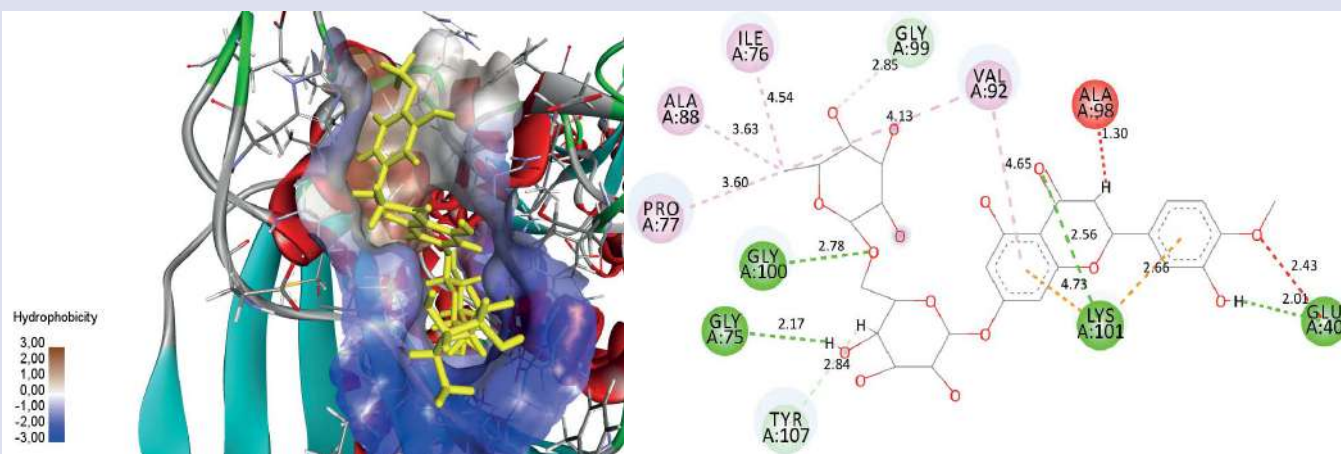 Hydrophobicity
3,00
2,00
1,00
0,00
-1,00
-2,00
-3,00
ILE
A:76
GLY
A:99
2.85
VAL
A:92
ALA
A:98
ALA
A:88
4.54
4.13
1.30
3.63
4.65
H
3.60
PRO
A:77
O
O
O
O
O
O
2.56
O
GLY
A:100
2.78
O
O
2.66
O
2.43
4.73
LYS
A:101
O
H
2.01
GLU
A:40
GLY
A:75
2.17
H
H
O
O
O
2.84
O
O
TYR
A:107